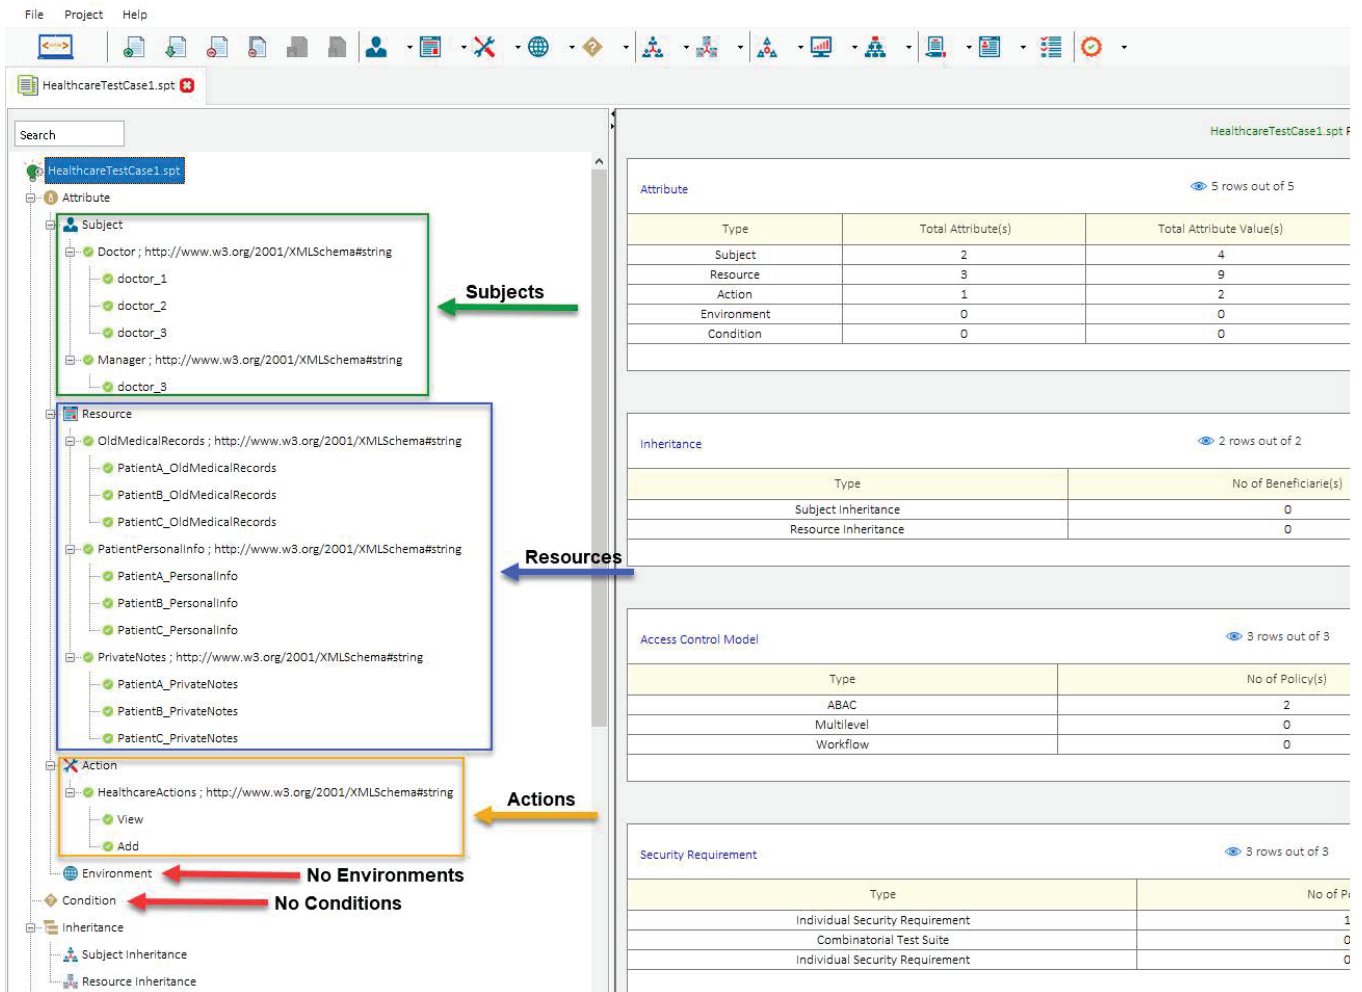 File Project Help
HealthcareTestCase1.spt
Search
HealthcareTestCase1.spt
Attribute
Subject
Doctor ; http://www.w3.org/2001/XMLSchema#string
doctor_1
doctor_2
doctor_3
Manager ; http://www.w3.org/2001/XMLSchema#string
doctor_3
Subjects
Resource
OldMedicalRecords ; http://www.w3.org/2001/XMLSchema#string
PatientA_OldMedicalRecords
PatientB_OldMedicalRecords
PatientC_OldMedicalRecords
PatientPersonalInfo ; http://www.w3.org/2001/XMLSchema#string
PatientA_PersonalInfo
PatientB_PersonalInfo
PatientC_PersonalInfo
PrivateNotes ; http://www.w3.org/2001/XMLSchema#string
PatientA_PrivateNotes
PatientB_PrivateNotes
PatientC_PrivateNotes
Resources
Action
HealthcareActions ; http://www.w3.org/2001/XMLSchema#string
View
Add
Actions
Environment
No Environments
Condition
No Conditions
Inheritance
Subject Inheritance
Resource Inheritance
HealthcareTestCase1.spt
Attribute 5 rows out of 5
Type Total Attribute(s) Total Attribute Value(s)
Subject 2 4
Resource 3 9
Action 1 2
Environment 0 0
Condition 0 0
Inheritance 2 rows out of 2
Type No of Beneficiarie(s)
Subject Inheritance 0
Resource Inheritance 0
Access Control Model 3 rows out of 3
Type No of Policy(s)
ABAC 2
Multilevel 0
Workflow 0
Security Requirement 3 rows out of 3
Type No of
Individual Security Requirement 1
Combinatorial Test Suite 0
Individual Security Requirement 0